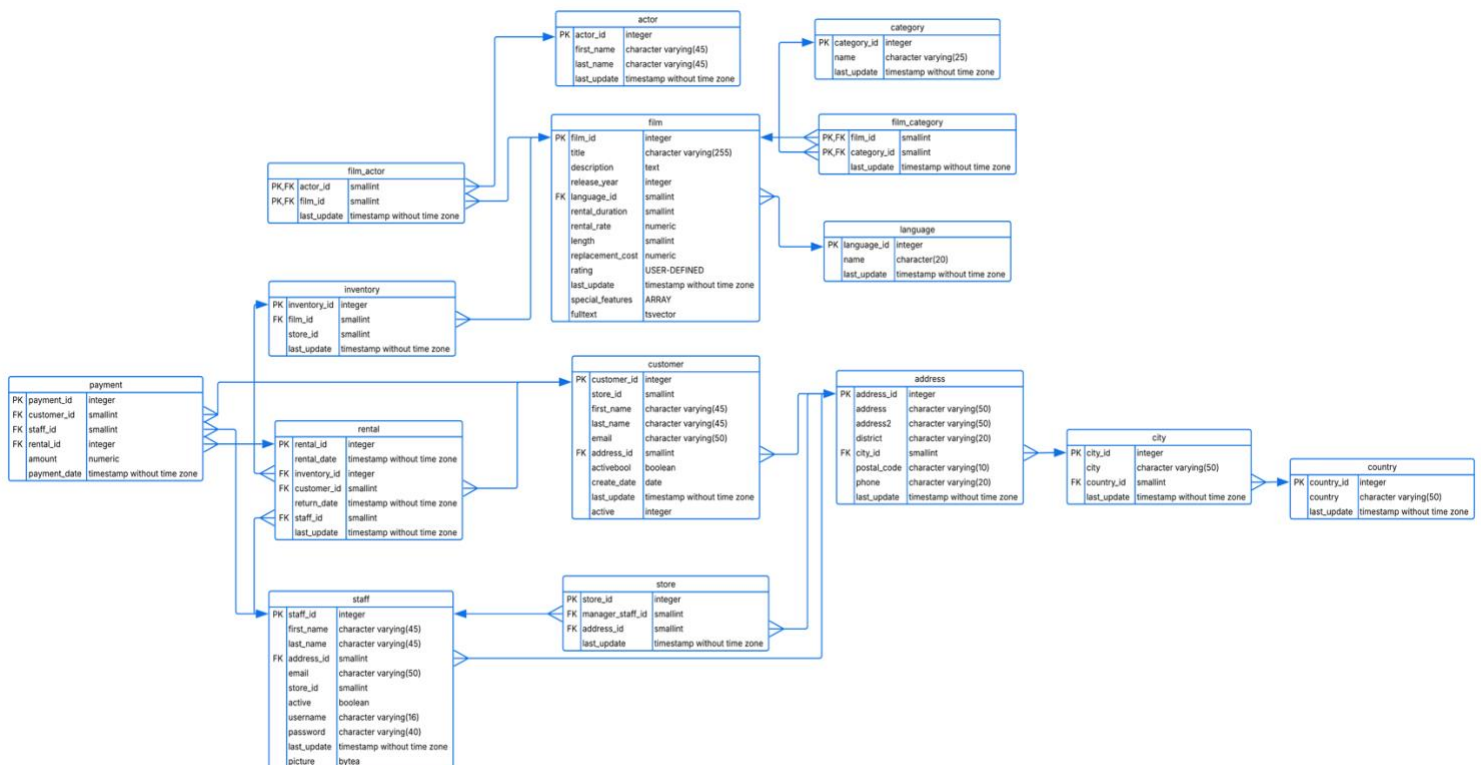 actor
PK actor_id integer
first_name character varying(45)
last_name character varying(45)
last_update timestamp without time zone
category
PK category_id integer
name character varying(25)
last_update timestamp without time zone
film
PK film_id integer
title character varying(255)
description text
release_year integer
FK language_id smallint
rental_duration smallint
rental_rate numeric
length smallint
replacement_cost numeric
rating USER-DEFINED
last_update timestamp without time zone
special_features ARRAY
fulltext tsvector
film_category
PK,FK film_id smallint
PK,FK category_id smallint
last_update timestamp without time zone
film_actor
PK,FK actor_id smallint
PK,FK film_id smallint
last_update timestamp without time zone
language
PK language_id integer
name character(20)
last_update timestamp without time zone
inventory
PK inventory_id integer
FK film_id smallint
store_id smallint
last_update timestamp without time zone
customer
PK customer_id integer
store_id smallint
first_name character varying(45)
last_name character varying(45)
email character varying(50)
FK address_id smallint
activebool boolean
create_date date
last_update timestamp without time zone
active integer
address
PK address_id integer
address character varying(50)
address2 character varying(50)
district character varying(20)
FK city_id smallint
postal_code character varying(10)
phone character varying(20)
last_update timestamp without time zone
payment
PK payment_id integer
FK customer_id smallint
FK staff_id smallint
FK rental_id integer
amount numeric
payment_date timestamp without time zone
rental
PK rental_id integer
rental_date timestamp without time zone
FK inventory_id integer
FK customer_id smallint
return_date timestamp without time zone
FK staff_id smallint
last_update timestamp without time zone
city
PK city_id integer
city character varying(50)
FK country_id smallint
last_update timestamp without time zone
country
PK country_id integer
country character varying(50)
last_update timestamp without time zone
store
PK store_id integer
FK manager_staff_id smallint
FK address_id smallint
last_update timestamp without time zone
staff
PK staff_id integer
first_name character varying(45)
last_name character varying(45)
FK address_id smallint
email character varying(50)
store_id smallint
active boolean
username character varying(16)
password character varying(40)
last_update timestamp without time zone
picture bytea